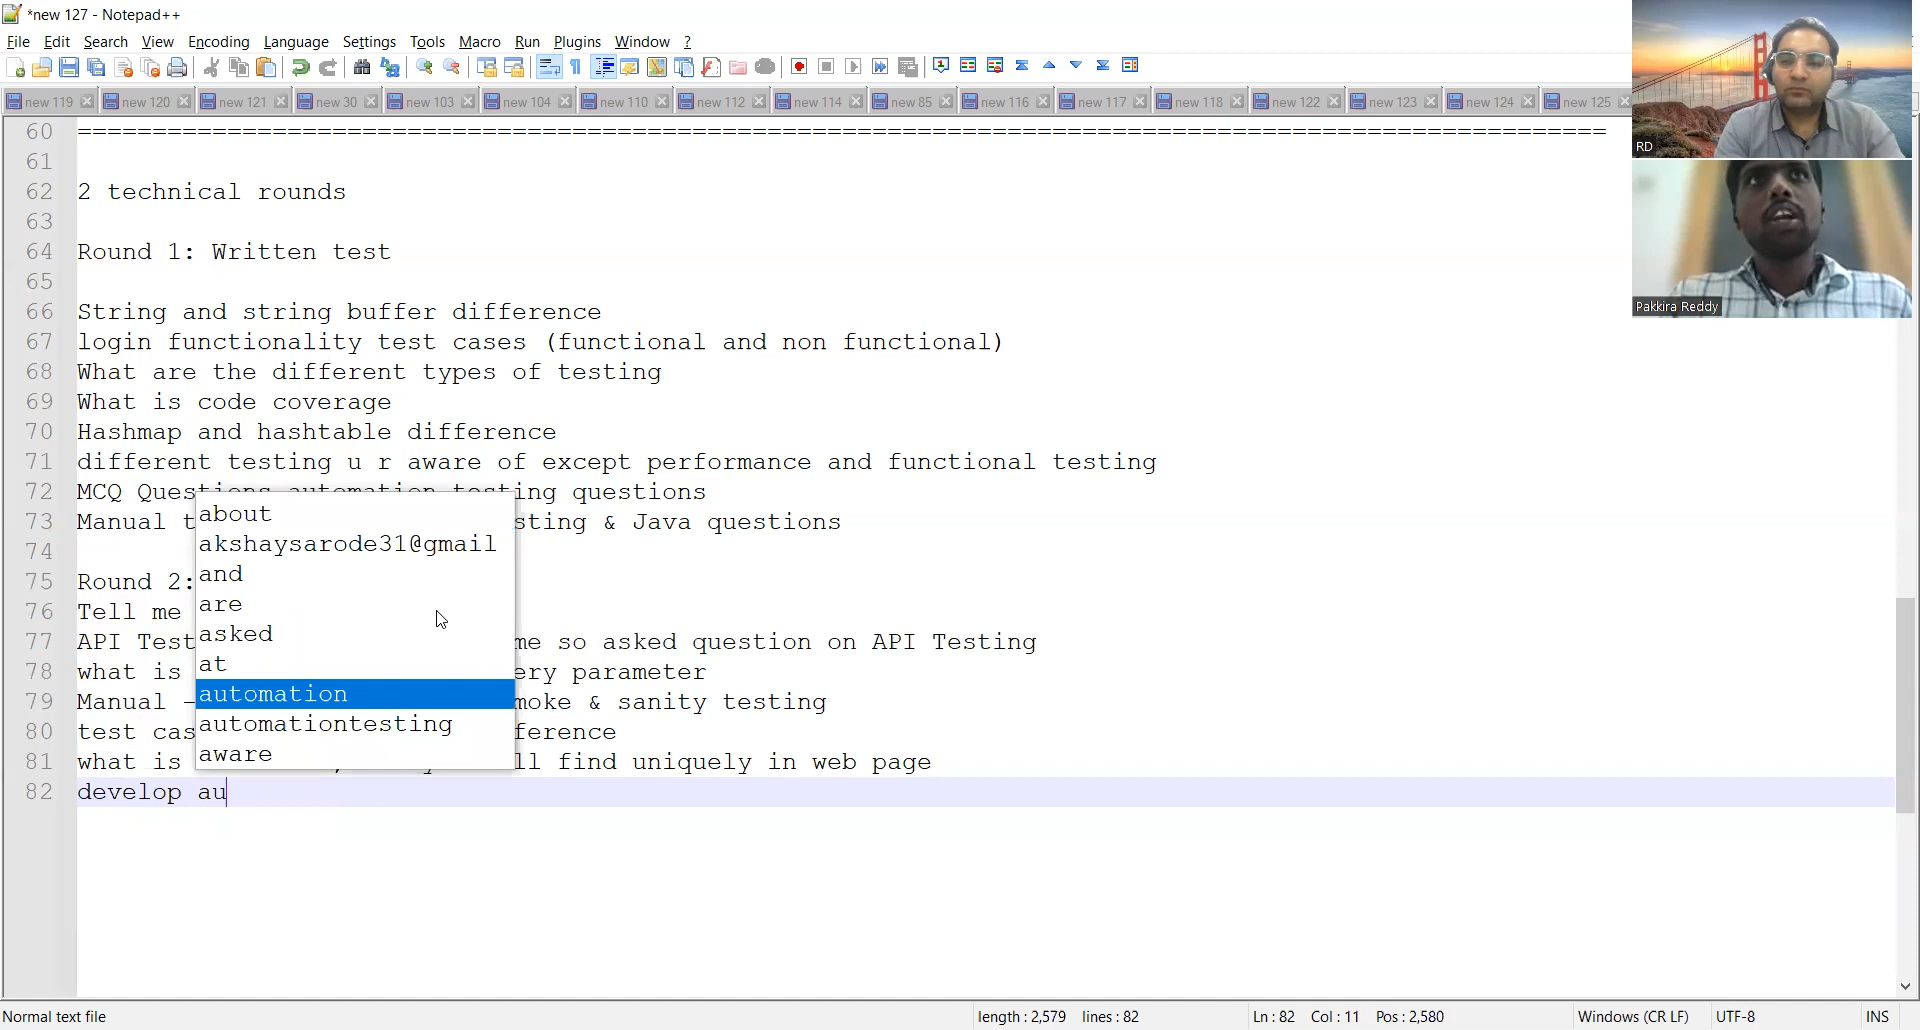 *new 127 - Notepad++
File Edit Search View Encoding Language Settings Tools Macro Run Plugins Window ?
new 119 new 120 new 121 new 30 new 103 new 104 new 110 new 112 new 114 new 85 new 116 new 117 new 118 new 122 new 123 new 124 new 125
RD
Pakkira Reddy
60 ======================================================================================================
61
62 2 technical rounds
63
64 Round 1: Written test
65
66 String and string buffer difference
67 login functionality test cases (functional and non functional)
68 What are the different types of testing
69 What is code coverage
70 Hashmap and hashtable difference
71 different testing u r aware of except performance and functional testing
72 MCQ Questions automation testing questions
73 Manual t sting & Java questions
74
75 Round 2:
76 Tell me
77 API Test me so asked question on API Testing
78 what is ery parameter
79 Manual - moke & sanity testing
80 test cas ference
81 what is ll find uniquely in web page
82 develop au
about
akshaysarode31@gmail
and
are
asked
at
automation
automationtesting
aware
Normal text file length : 2,579 lines : 82 Ln : 82 Col : 11 Pos : 2,580 Windows (CR LF) UTF-8 INS